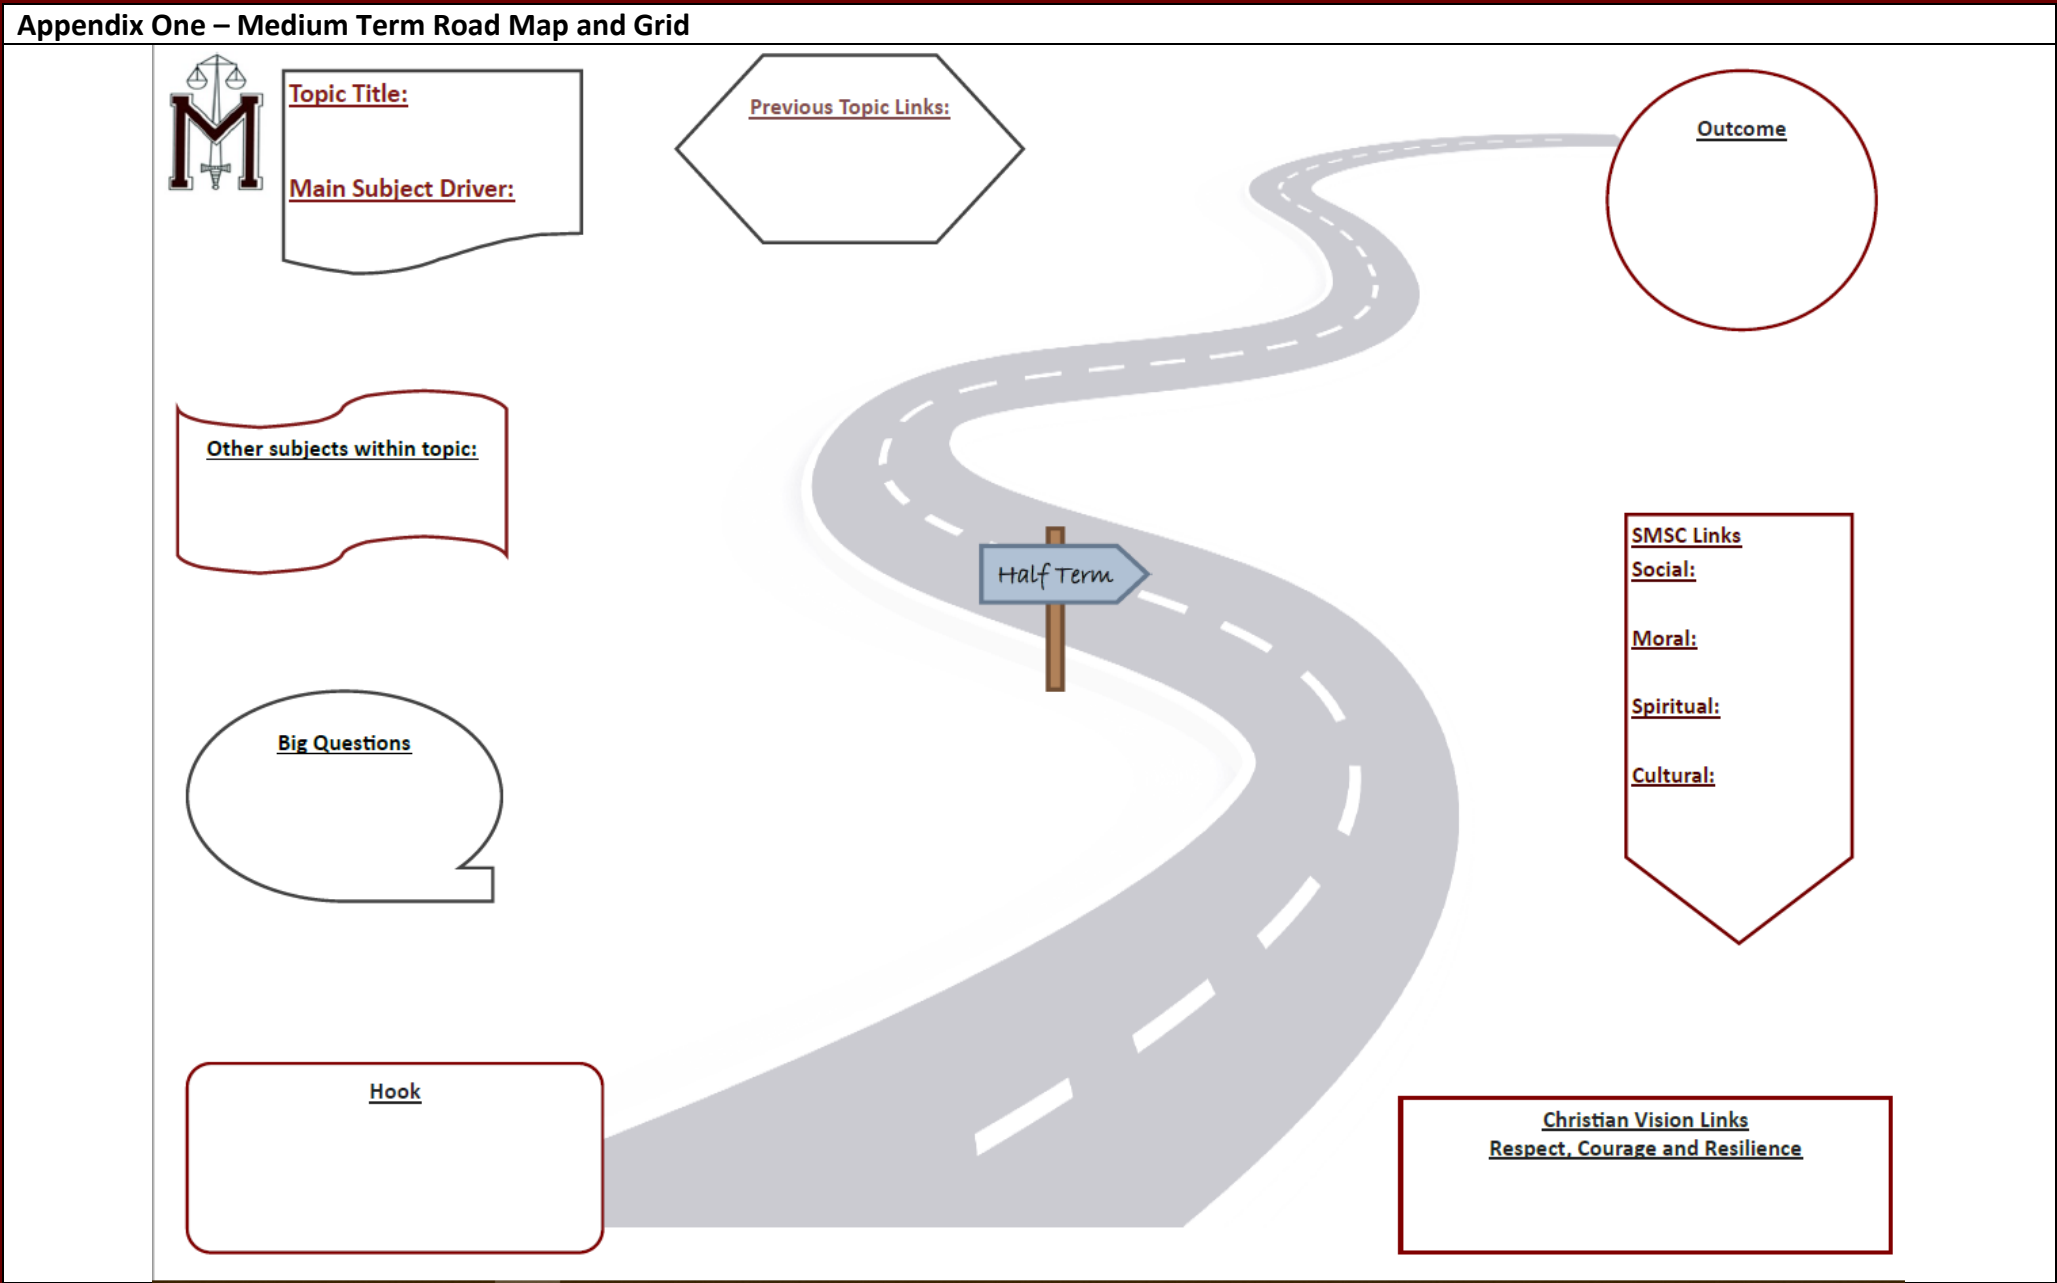 Appendix One – Medium Term Road Map and Grid
M
Topic Title:
Main Subject Driver:
Previous Topic Links:
Outcome
Other subjects within topic:
Half Term
SMSC Links
Social:
Moral:
Spiritual:
Cultural:
Big Questions
Hook
Christian Vision Links
Respect, Courage and Resilience